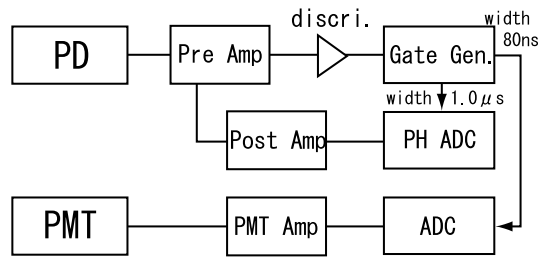 discri.
width
80ns
PD
Pre Amp
Gate Gen.
width 1.0μs
Post Amp
PH ADC
PMT
PMT Amp
ADC